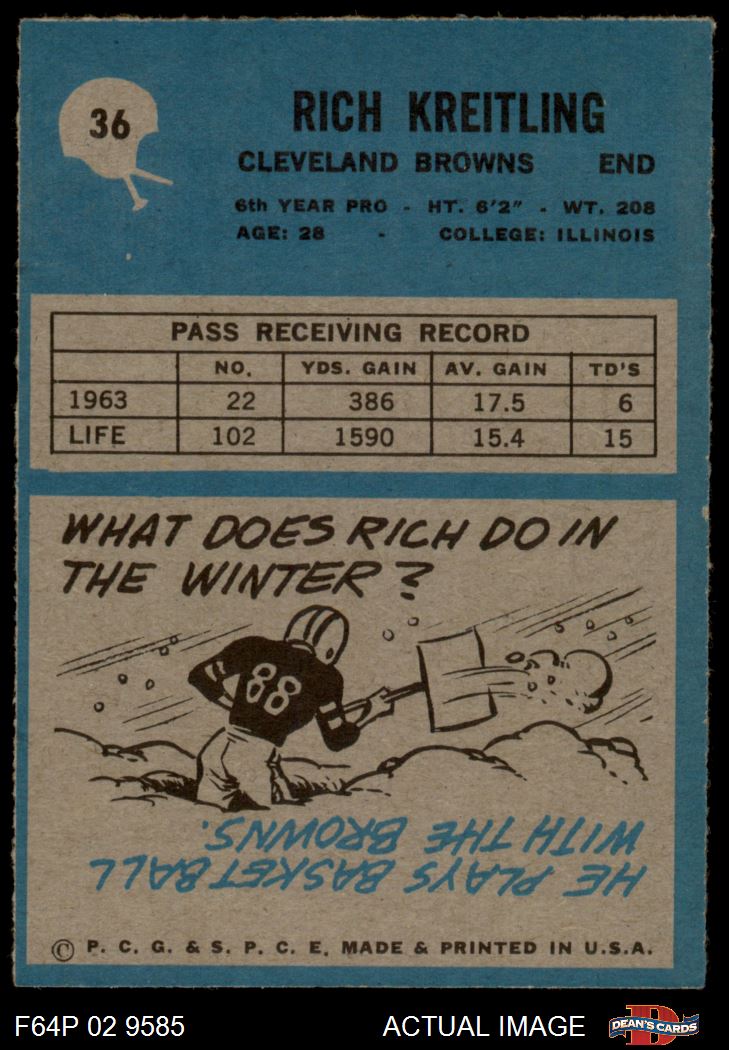 36
RICH KREITLING
CLEVELAND BROWNS END
6th YEAR PRO - HT. 6'2" - WT. 208
AGE: 28 - COLLEGE: ILLINOIS
PASS RECEIVING RECORD
NO. YDS. GAIN AV. GAIN TD'S
1963 22 386 17.5 6
LIFE 102 1590 15.4 15
WHAT DOES RICH DO IN
THE WINTER?
88
HE PLAYS BASKETBALL
WITH THE BROWNS.
© P. C. G. & S. P. C. E. MADE & PRINTED IN U.S.A.
F64P 02 9585 ACTUAL IMAGE D DEAN'S CARDS